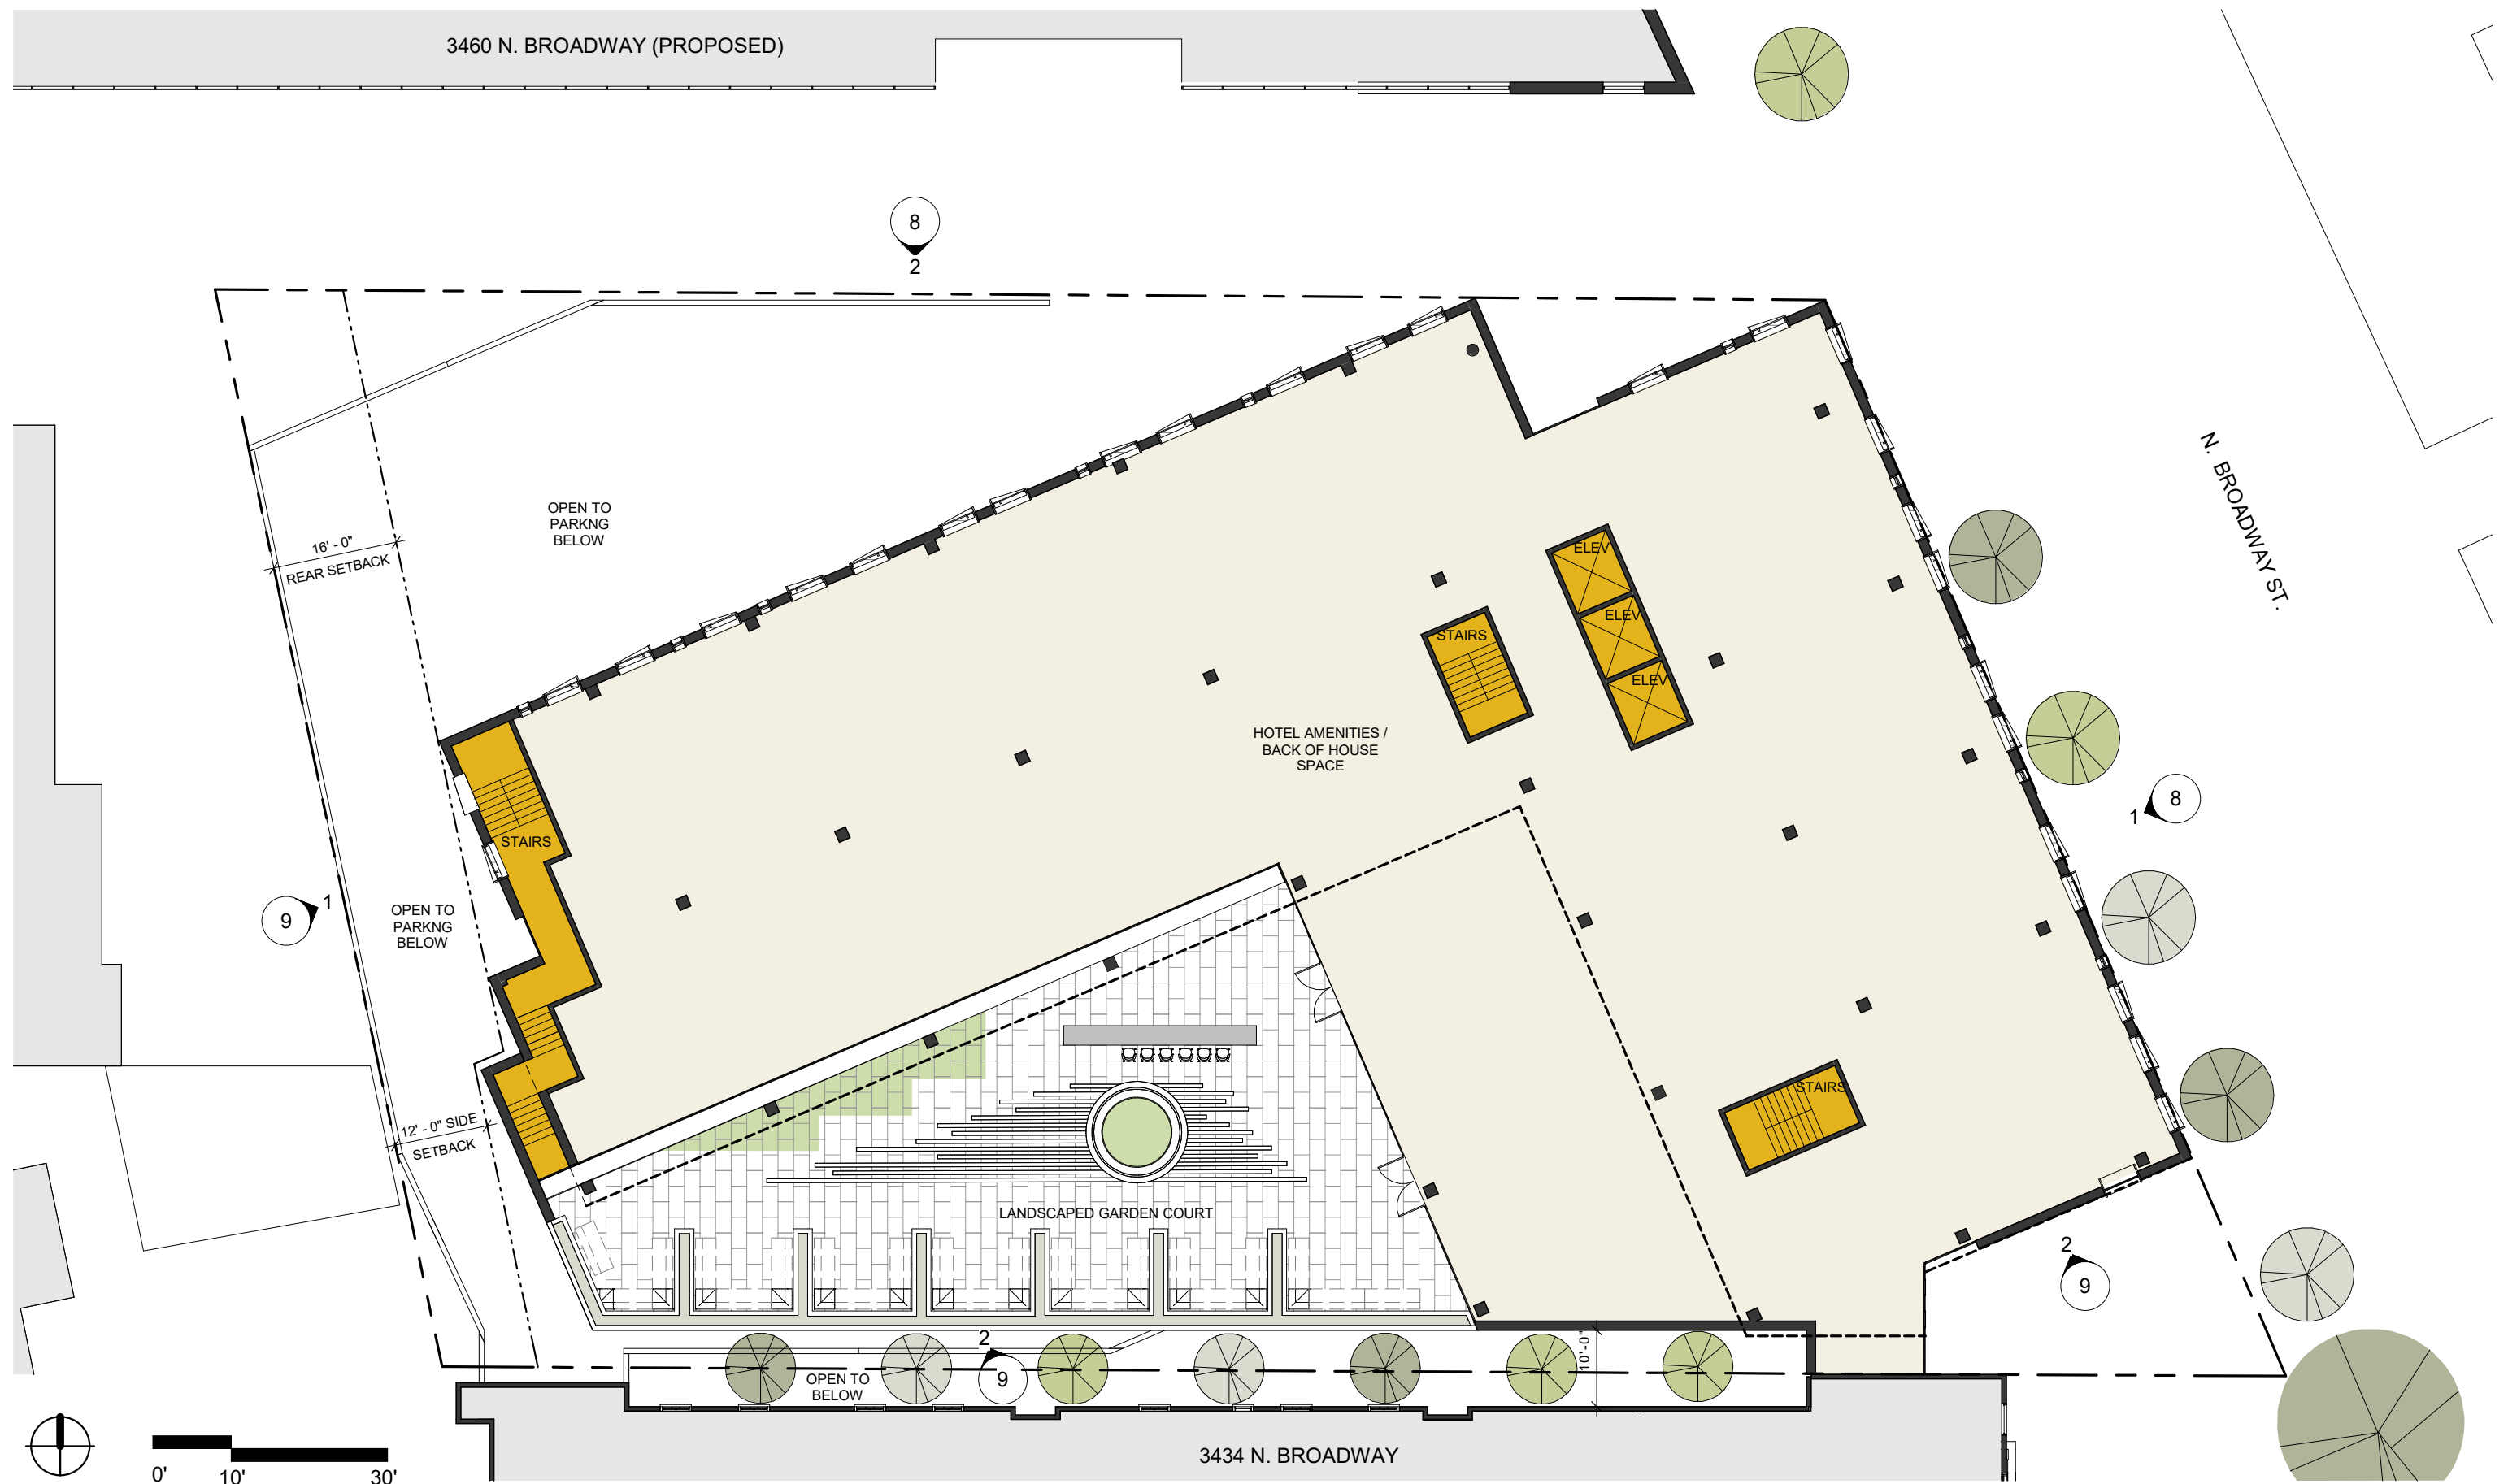 3460 N. BROADWAY (PROPOSED)
8
2
N. BROADWAY ST.
OPEN TO
PARKNG
BELOW
16' - 0"
REAR SETBACK
ELEV
ELEV
ELEV
STAIRS
HOTEL AMENITIES /
BACK OF HOUSE
SPACE
STAIRS
1
8
9
1
OPEN TO
PARKNG
BELOW
STAIRS
12' - 0" SIDE
SETBACK
LANDSCAPED GARDEN COURT
2
9
2
9
10'-0"
OPEN TO
BELOW
3434 N. BROADWAY
0'
10'
30'